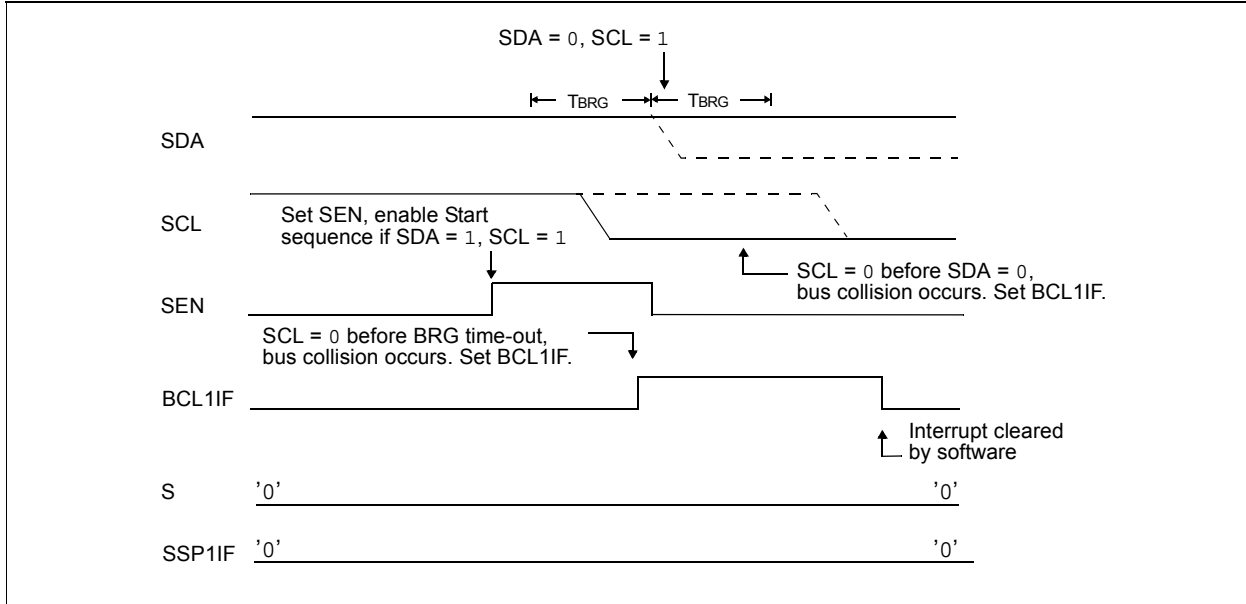 SDA = 0, SCL = 1
TBRG TBRG
SDA
SCL
Set SEN, enable Start
sequence if SDA = 1, SCL = 1
SCL = 0 before SDA = 0,
bus collision occurs. Set BCL1IF.
SEN
SCL = 0 before BRG time-out,
bus collision occurs. Set BCL1IF.
BCL1IF
Interrupt cleared
by software
S '0' '0'
SSP1IF '0' '0'